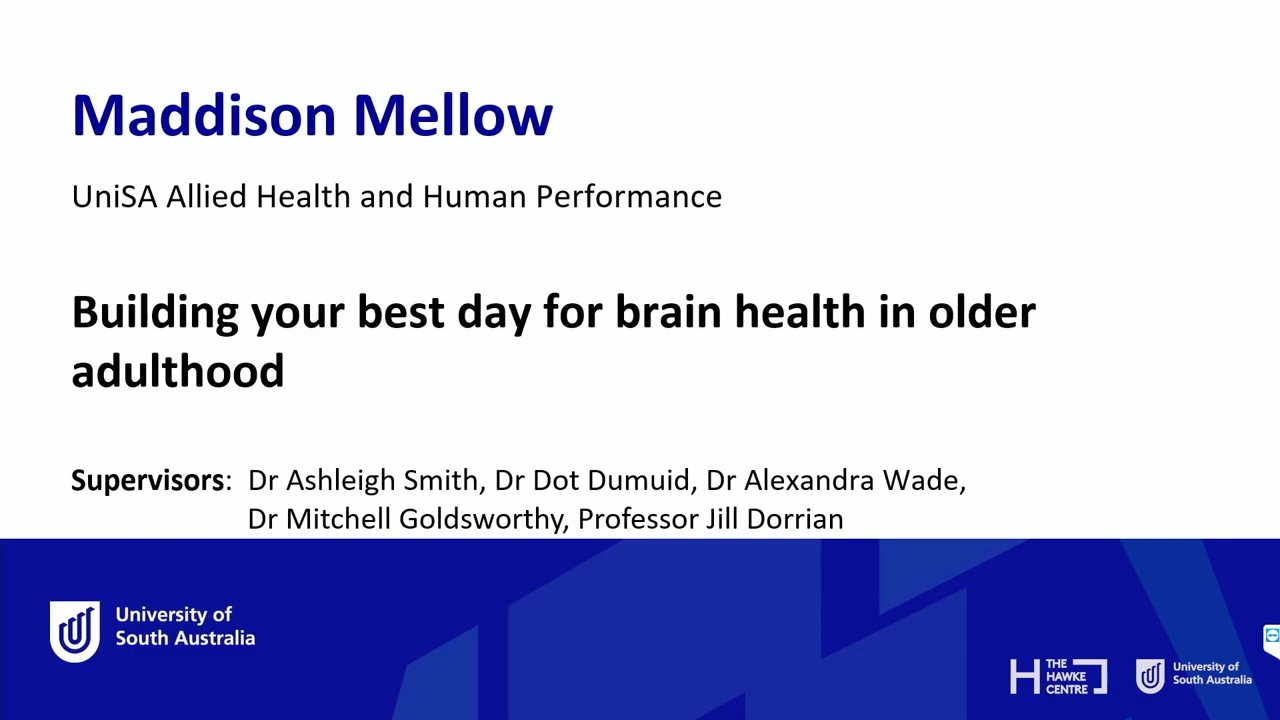 Maddison Mellow
UniSA Allied Health and Human Performance
Building your best day for brain health in older
adulthood
Supervisors: Dr Ashleigh Smith, Dr Dot Dumuid, Dr Alexandra Wade,
Dr Mitchell Goldsworthy, Professor Jill Dorrian
University of
South Australia
H THE
HAWKE
CENTRE
University of
South Australia